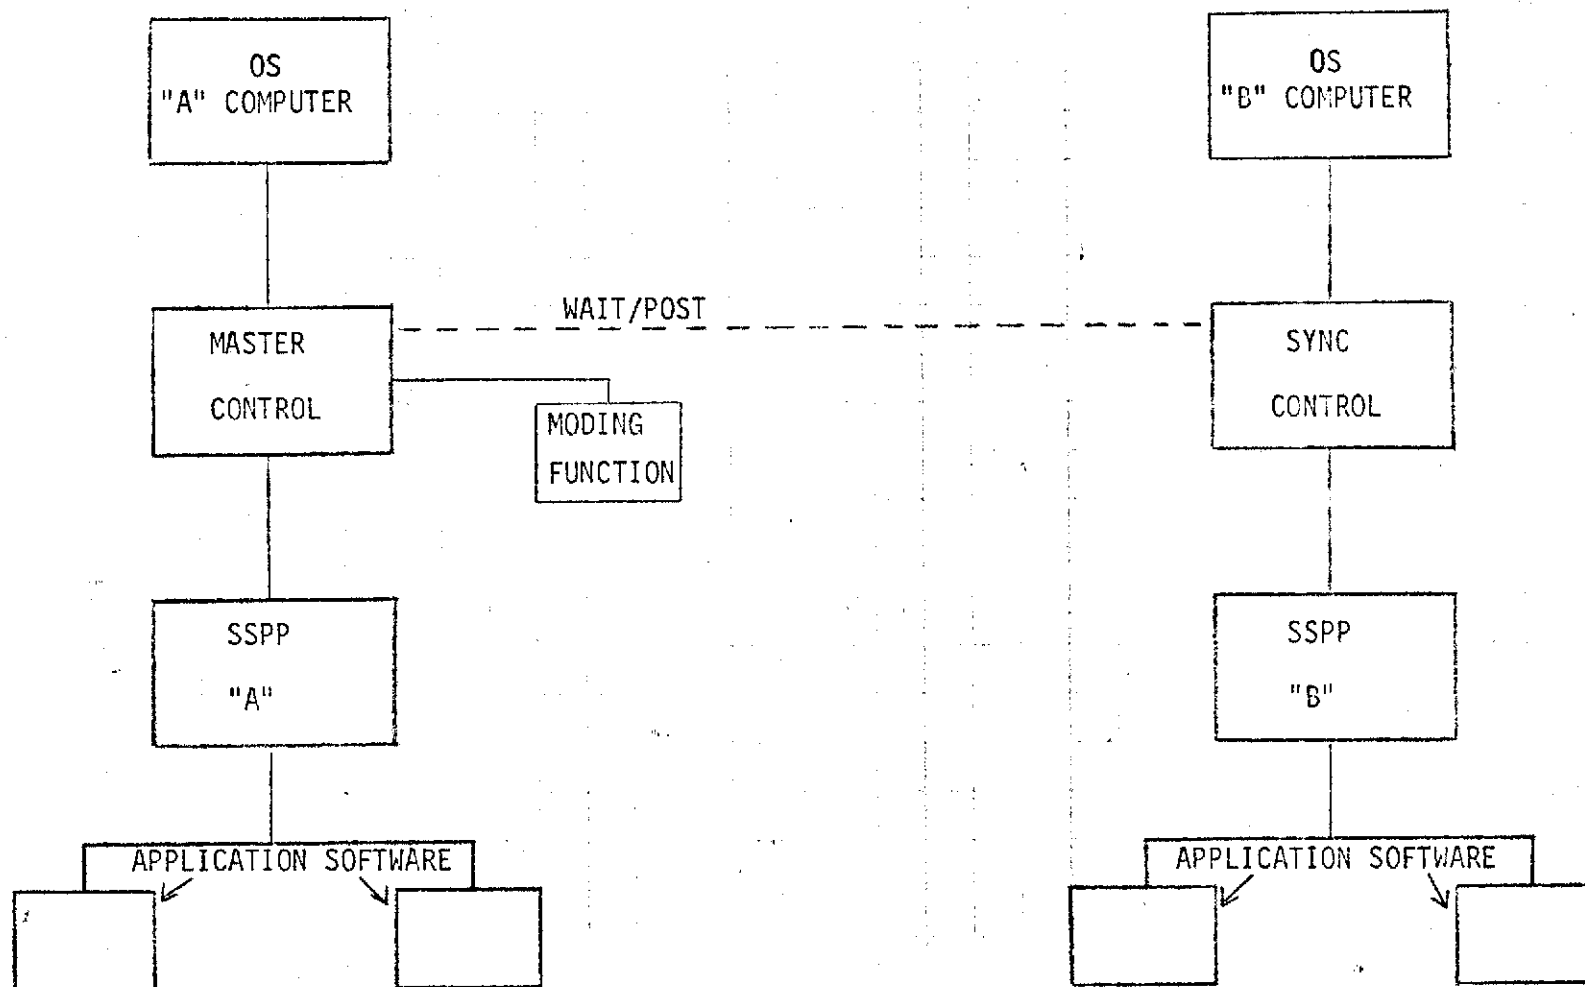 OS
"A" COMPUTER
OS
"B" COMPUTER
WAIT/POST
MASTER
CONTROL
SYNC
CONTROL
MODING
FUNCTION
SSPP
"A"
SSPP
"B"
APPLICATION SOFTWARE
APPLICATION SOFTWARE